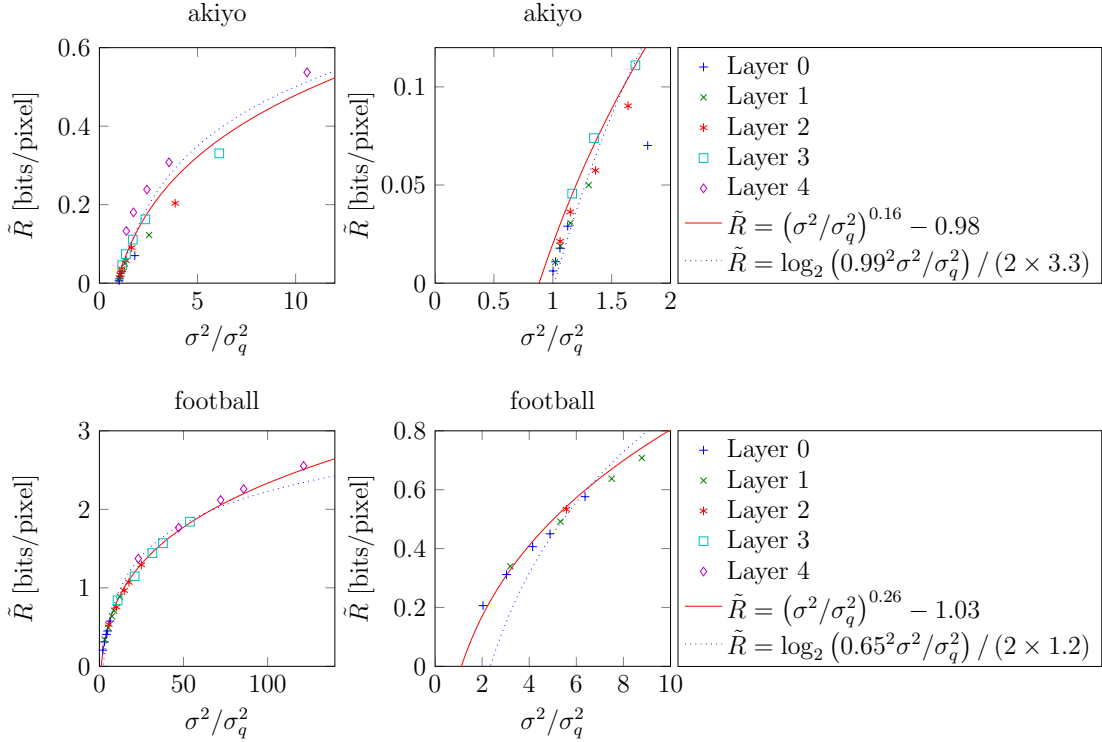 akiyo
akiyo
0.6
0.4
0.2
0
0
5
10
R̃ [bits/pixel]
σ²/σ_q²
0.1
0.05
0
0
0.5
1
1.5
2
R̃ [bits/pixel]
σ²/σ_q²
Layer 0
Layer 1
Layer 2
Layer 3
Layer 4
R̃ = (σ²/σ_q²)^0.16 − 0.98
R̃ = log₂ (0.99²σ²/σ_q²) / (2 × 3.3)
football
football
3
2
1
0
0
50
100
R̃ [bits/pixel]
σ²/σ_q²
0.8
0.6
0.4
0.2
0
0
2
4
6
8
10
R̃ [bits/pixel]
σ²/σ_q²
Layer 0
Layer 1
Layer 2
Layer 3
Layer 4
R̃ = (σ²/σ_q²)^0.26 − 1.03
R̃ = log₂ (0.65²σ²/σ_q²) / (2 × 1.2)